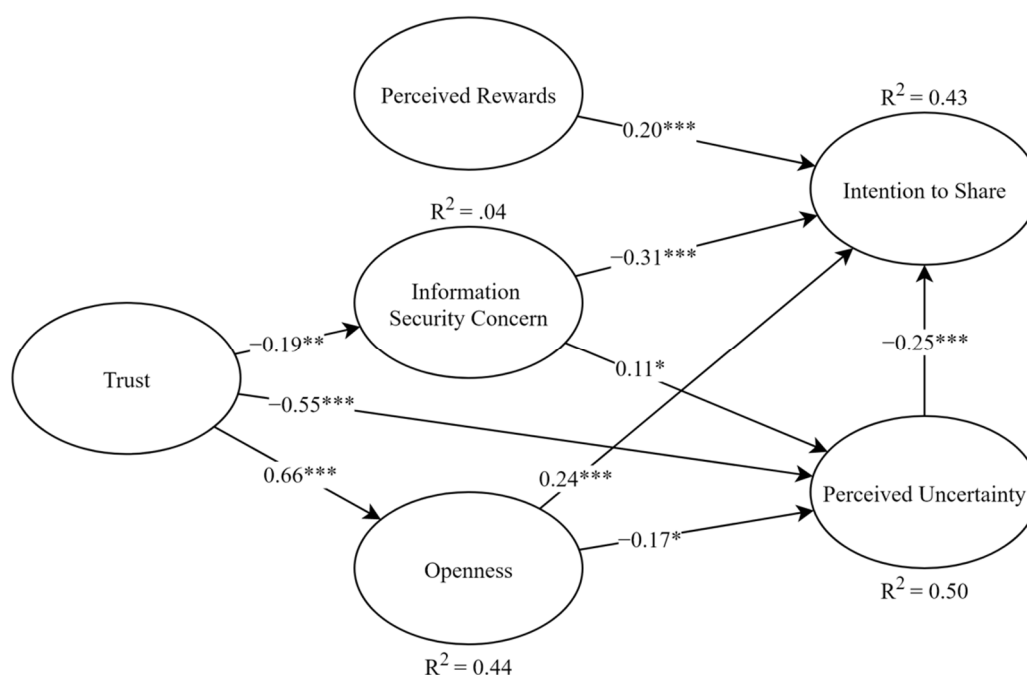 Perceived Rewards
R² = 0.43
0.20***
Intention to Share
R² = .04
−0.31***
Information
Security Concern
−0.19**
−0.25***
Trust
0.11*
−0.55***
0.66***
0.24***
Perceived Uncertainty
−0.17*
Openness
R² = 0.50
R² = 0.44